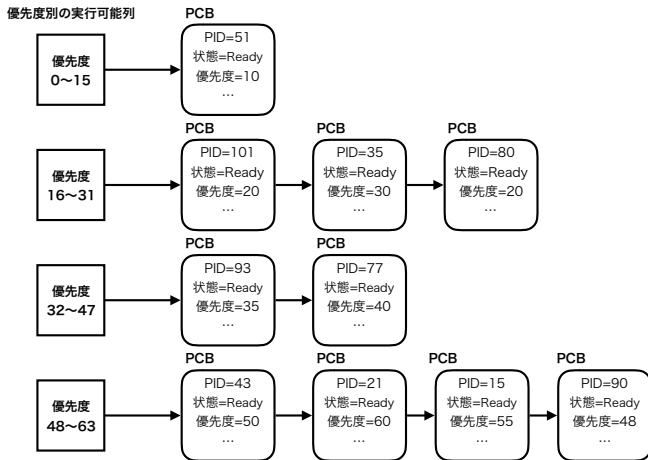 優先度別の実行可能列
PCB
優先度
0〜15
PID=51
状態=Ready
優先度=10
…
PCB
PCB
PCB
優先度
16〜31
PID=101
状態=Ready
優先度=20
…
PID=35
状態=Ready
優先度=30
…
PID=80
状態=Ready
優先度=20
…
PCB
PCB
優先度
32〜47
PID=93
状態=Ready
優先度=35
…
PID=77
状態=Ready
優先度=40
…
PCB
PCB
PCB
PCB
優先度
48〜63
PID=43
状態=Ready
優先度=50
…
PID=21
状態=Ready
優先度=60
…
PID=15
状態=Ready
優先度=55
…
PID=90
状態=Ready
優先度=48
…